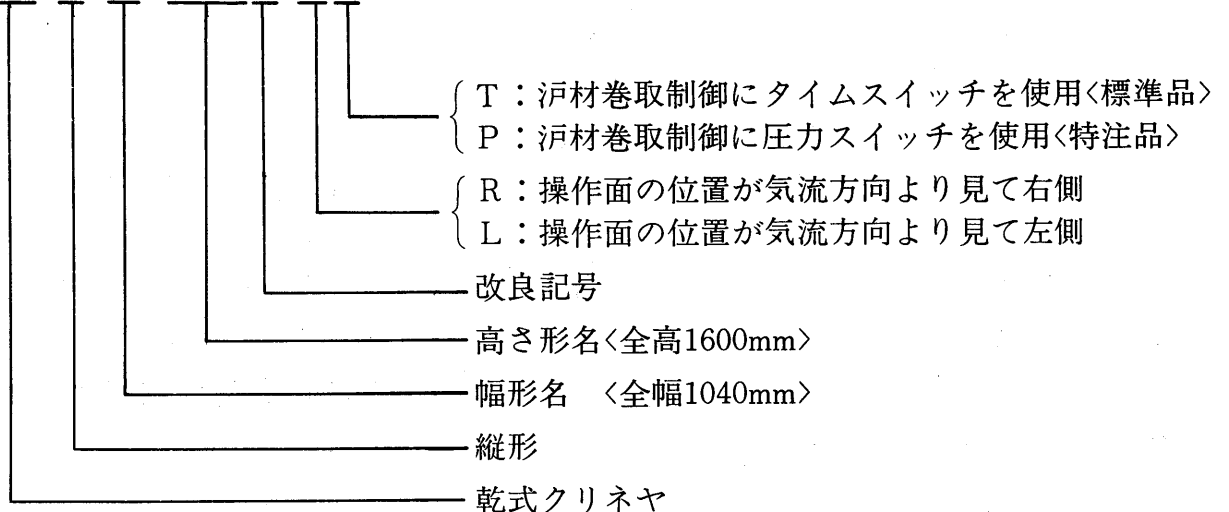 T：沪材巻取制御にタイムスイッチを使用<標準品>
P：沪材巻取制御に圧力スイッチを使用<特注品>
R：操作面の位置が気流方向より見て右側
L：操作面の位置が気流方向より見て左側
改良記号
高さ形名<全高1600mm>
幅形名 <全幅1040mm>
縦形
乾式クリネヤ